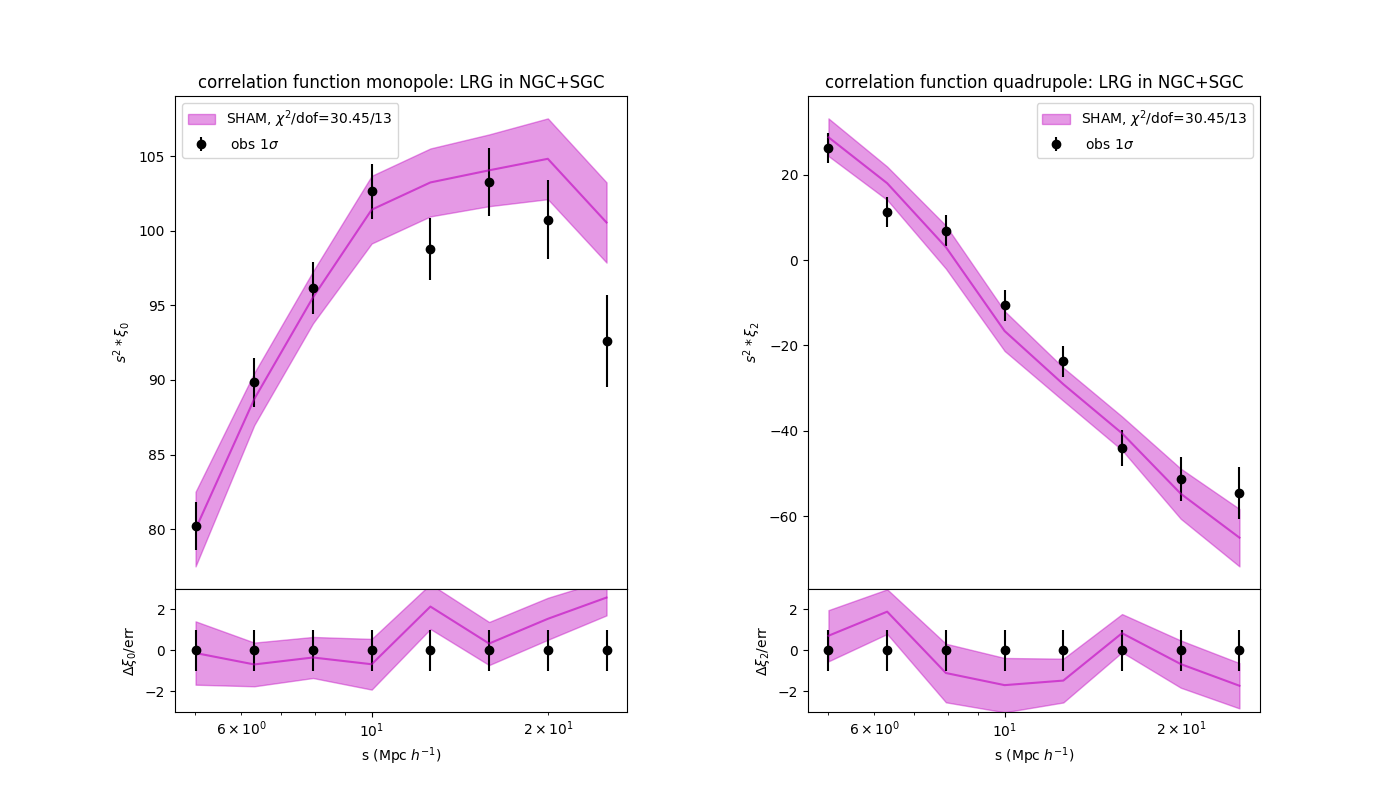 correlation function monopole: LRG in NGC+SGC
SHAM, χ²/dof=30.45/13
obs 1σ
105
100
95
90
85
80
s² * ξ₀
2
0
−2
Δξ₀/err
6 × 10⁰
10¹
2 × 10¹
s (Mpc h⁻¹)
correlation function quadrupole: LRG in NGC+SGC
SHAM, χ²/dof=30.45/13
obs 1σ
20
0
−20
−40
−60
s² * ξ₂
2
0
−2
Δξ₂/err
6 × 10⁰
10¹
2 × 10¹
s (Mpc h⁻¹)